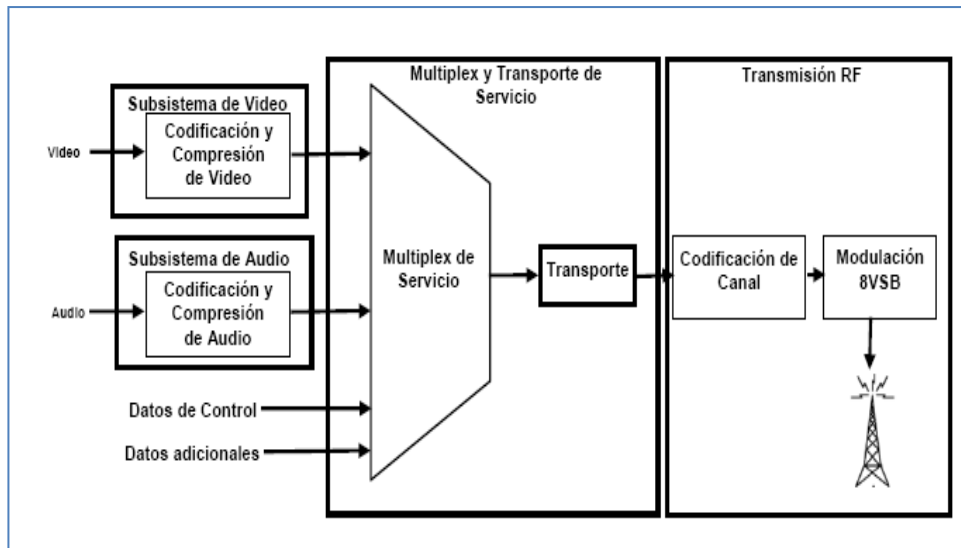 Subsistema de Video
Video
Codificación y
Compresión
de Video
Subsistema de Audio
Audio
Codificación y
Compresión
de Audio
Datos de Control
Datos adicionales
Multiplex y Transporte de
Servicio
Multiplex de
Servicio
Transporte
Transmisión RF
Codificación de
Canal
Modulación
8VSB